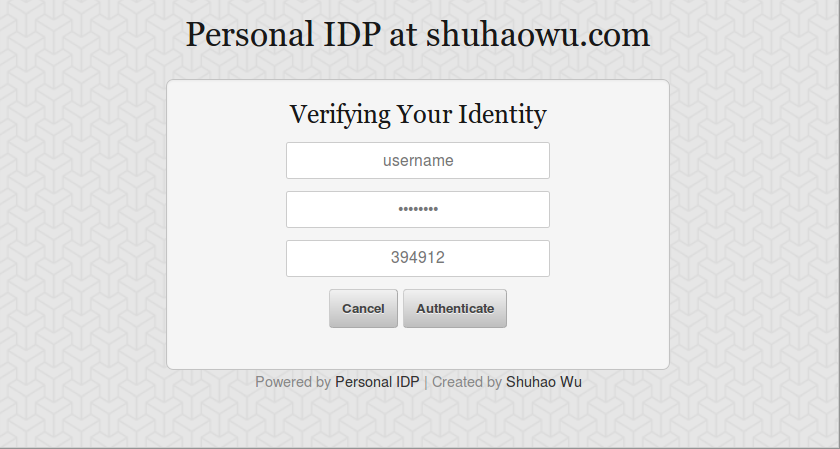 Personal IDP at shuhaowu.com
Verifying Your Identity
username
••••••••
394912
Cancel Authenticate
Powered by Personal IDP | Created by Shuhao Wu